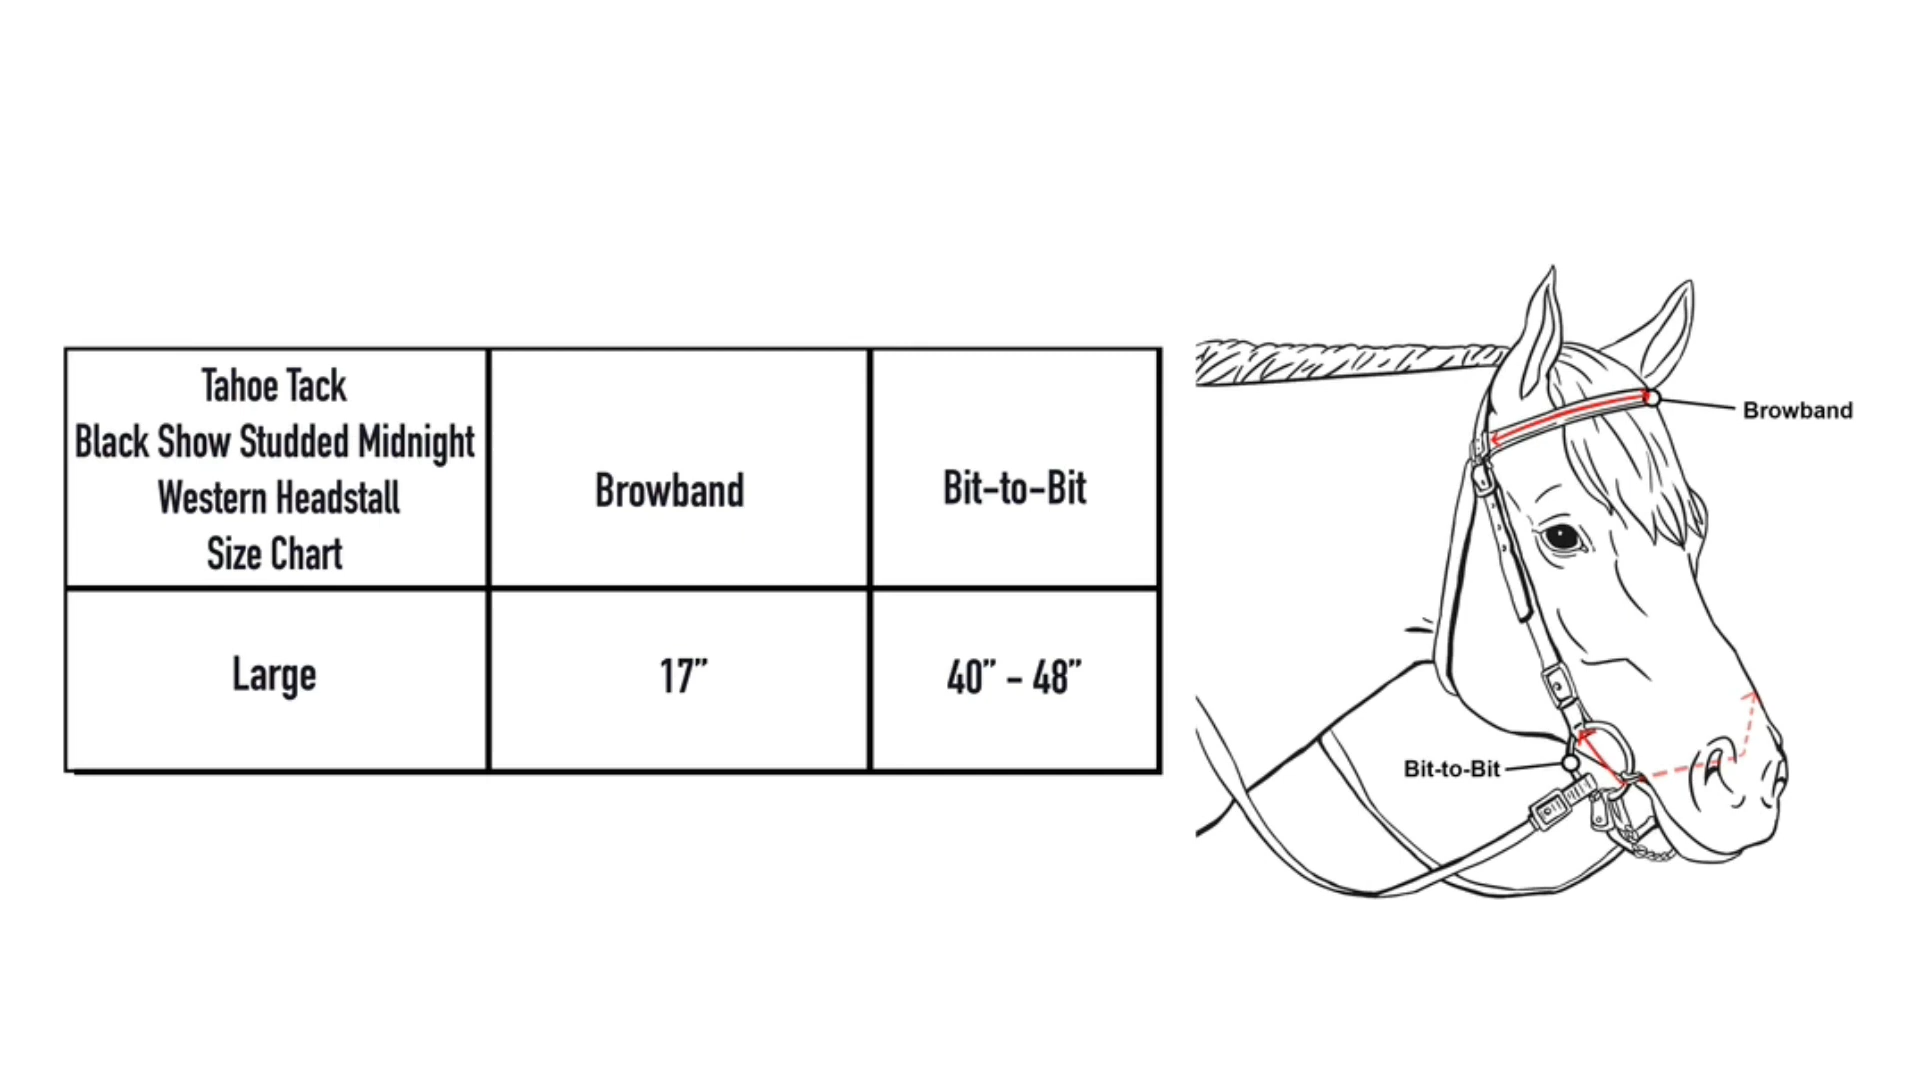 Tahoe Tack
Black Show Studded Midnight
Western Headstall
Size Chart
Browband
Bit-to-Bit
Large
17”
40” – 48”
Browband
Bit-to-Bit